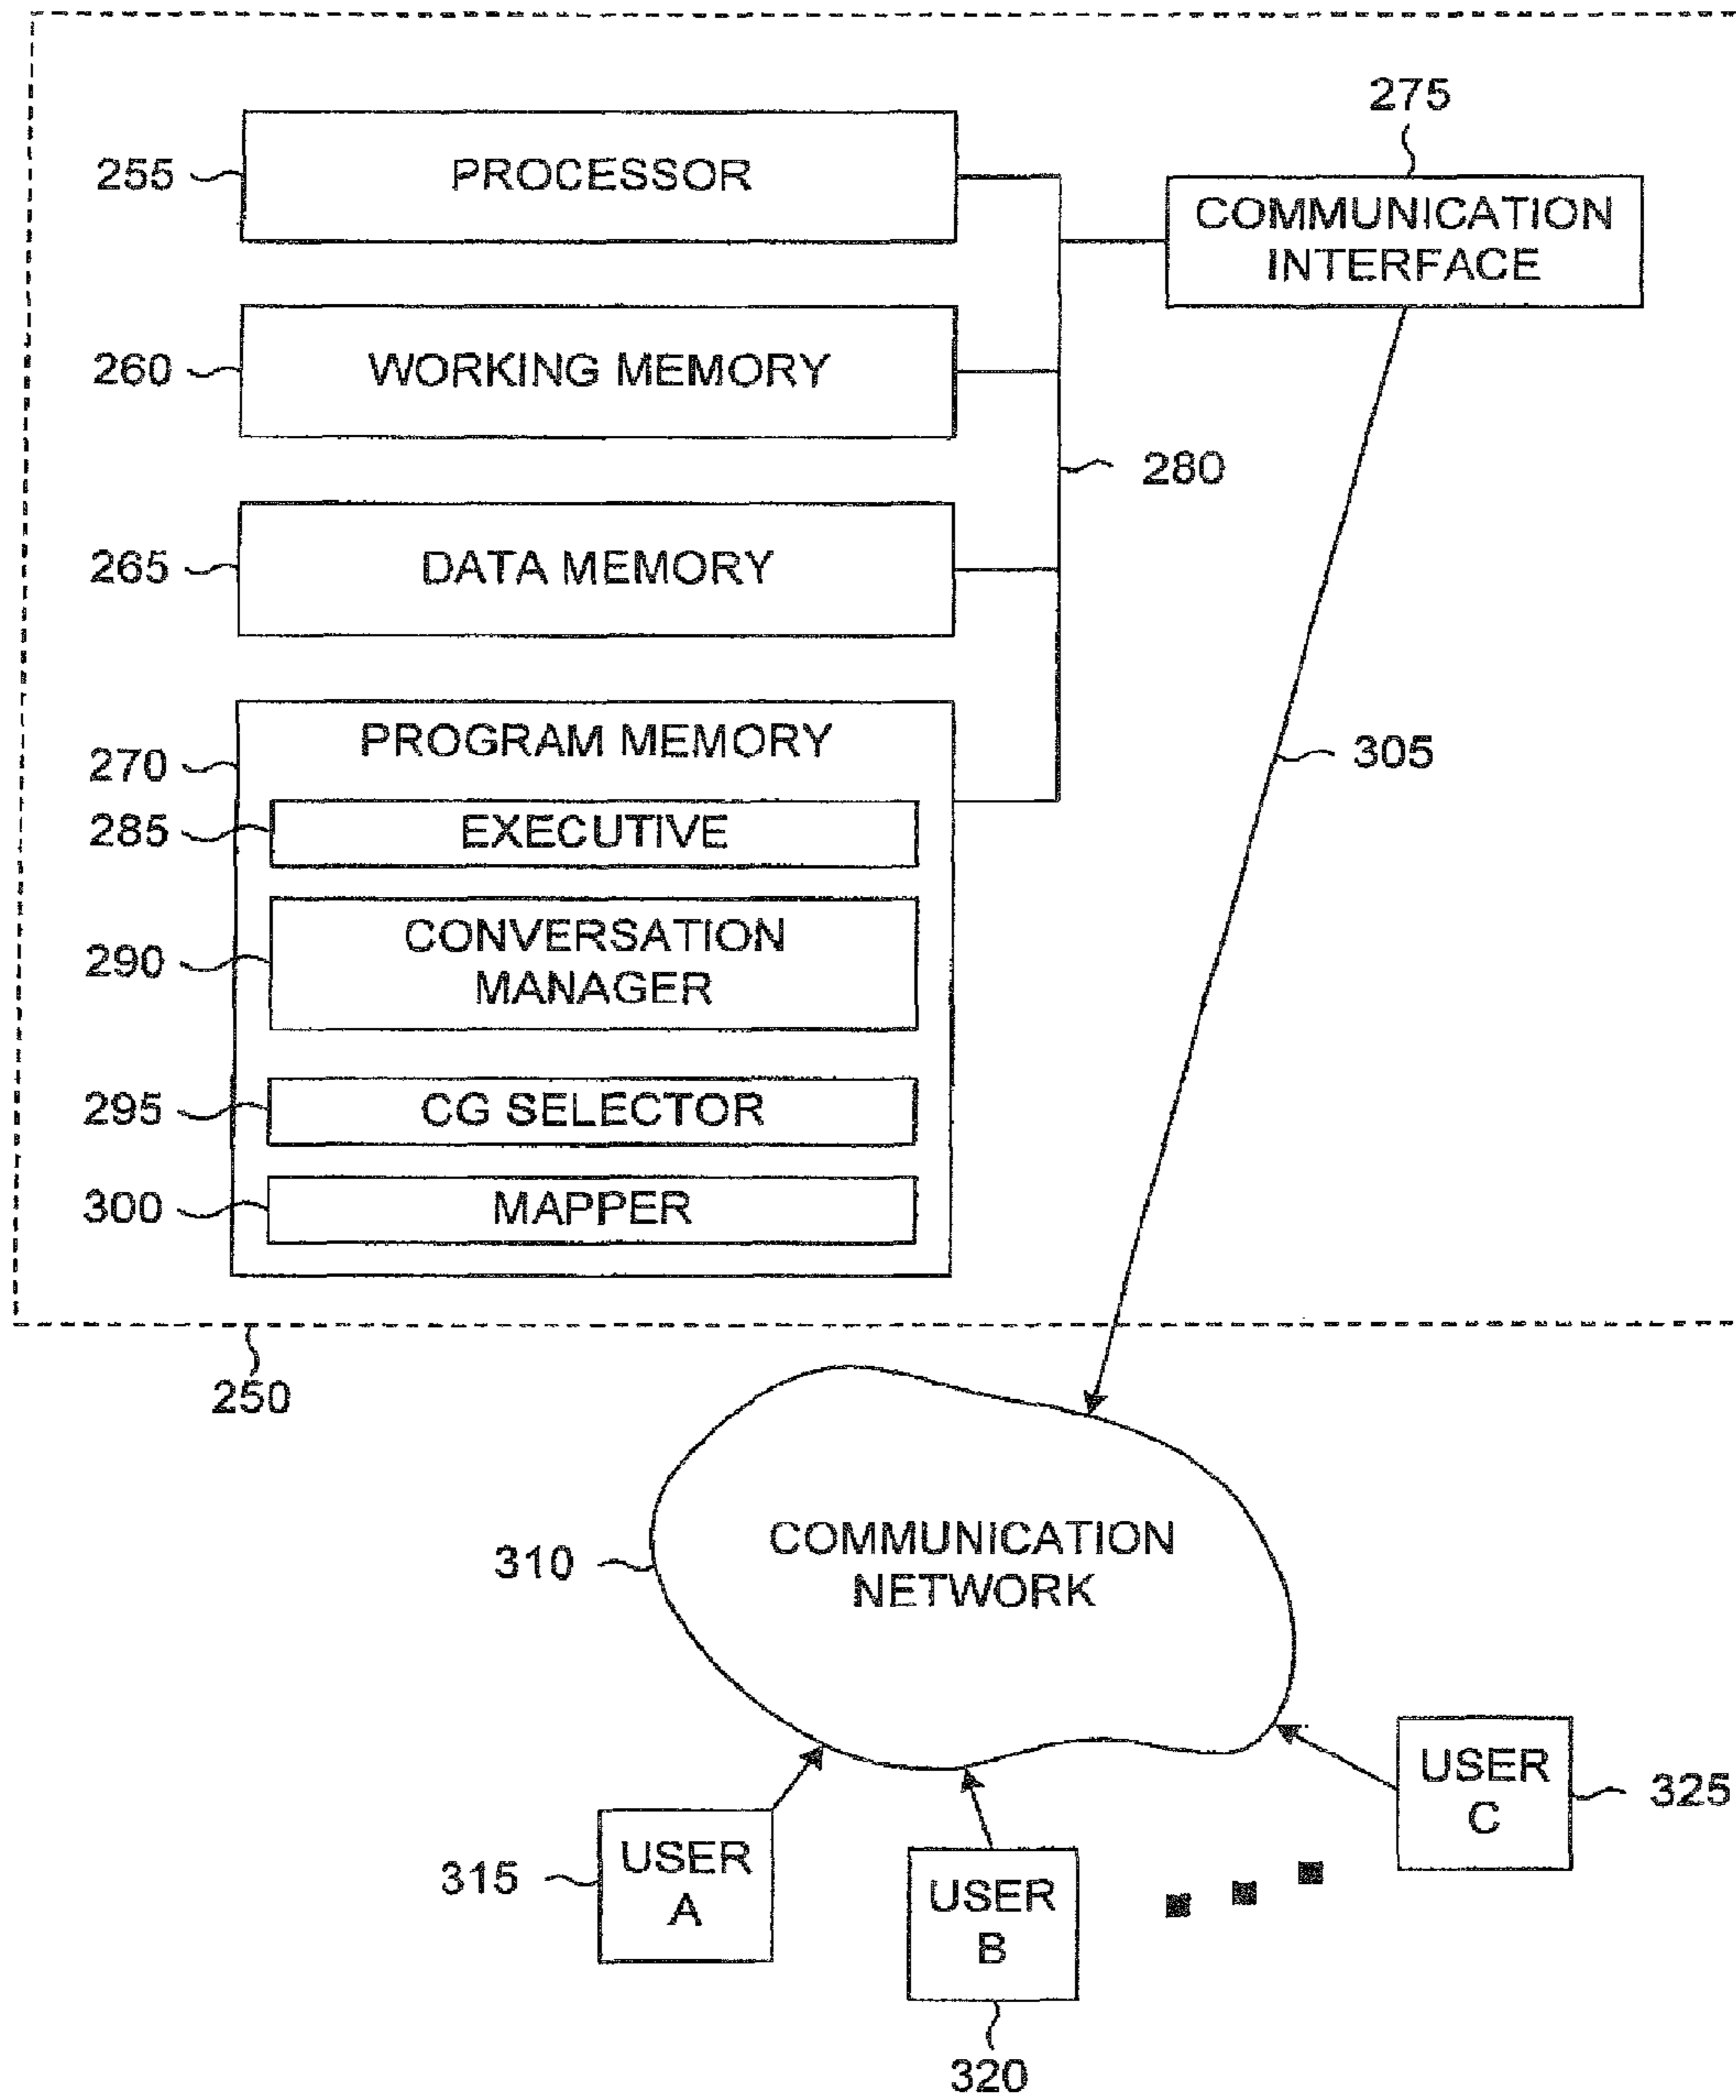 275
255 PROCESSOR
COMMUNICATION
INTERFACE
260 WORKING MEMORY
280
265 DATA MEMORY
270 PROGRAM MEMORY
305
285 EXECUTIVE
290 CONVERSATION
MANAGER
295 CG SELECTOR
300 MAPPER
250
310 COMMUNICATION
NETWORK
USER
C
325
315 USER
A
USER
B
320